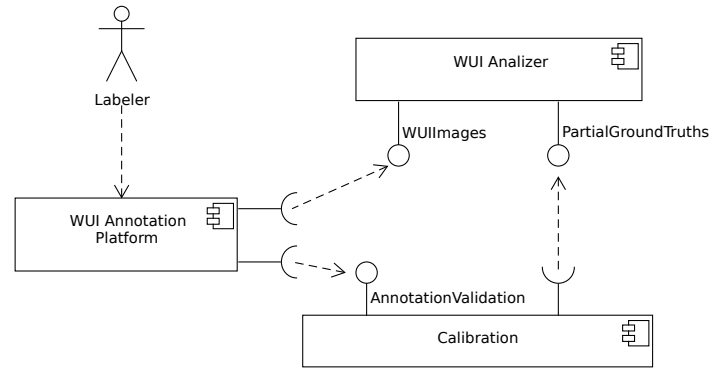 Labeler
WUI Analizer
WUIImages
PartialGroundTruths
WUI Annotation
Platform
AnnotationValidation
Calibration